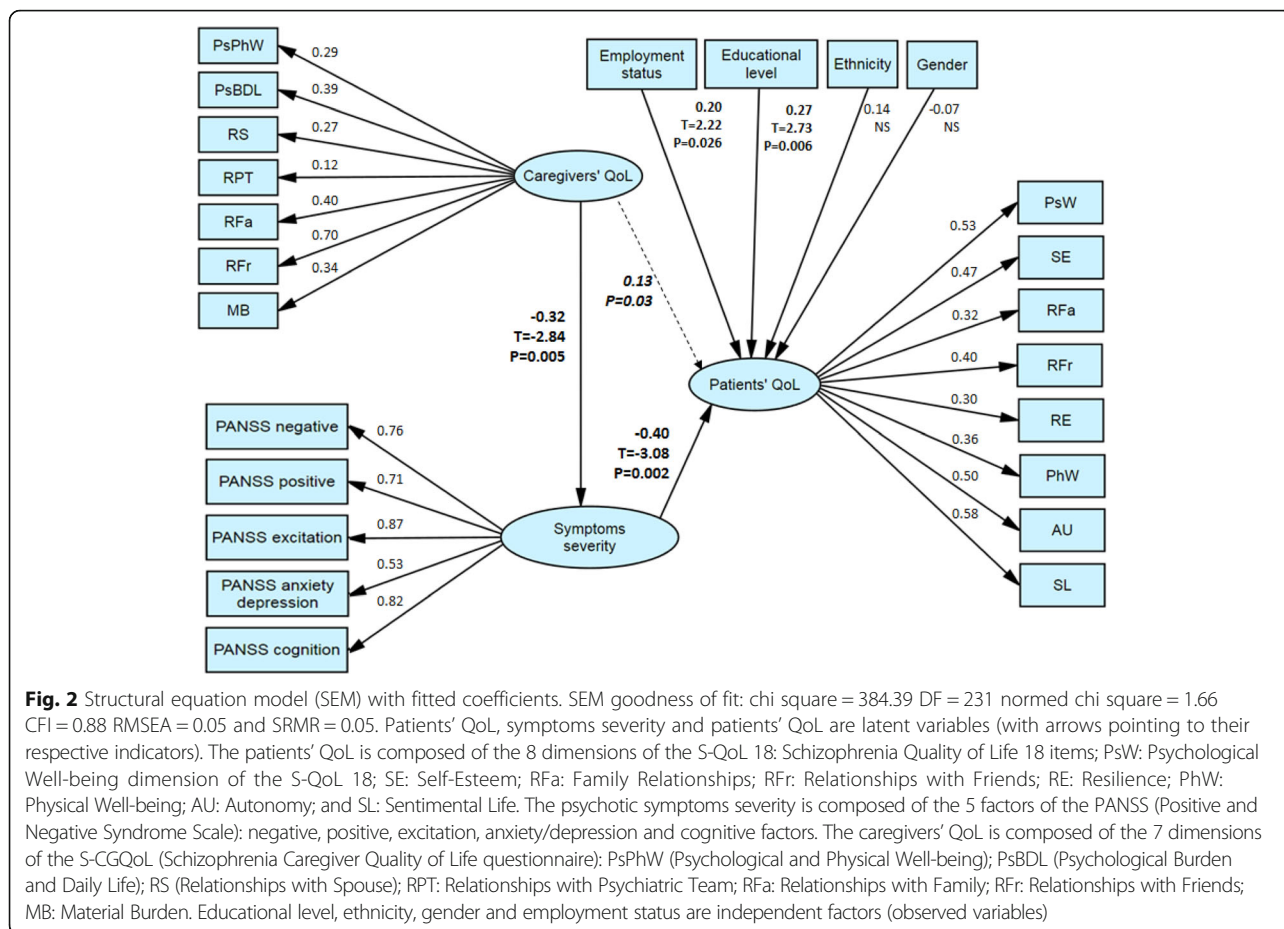 PsPhW
PsBDL
RS
RPT
RFa
RFr
MB
0.29
0.39
0.27
0.12
0.40
0.70
0.34
Caregivers' QoL
Employment
status
Educational
level
Ethnicity
Gender
0.20
T=2.22
P=0.026
0.27
T=2.73
P=0.006
0.14
NS
-0.07
NS
0.13
P=0.03
-0.32
T=-2.84
P=0.005
Patients' QoL
PsW
SE
RFa
RFr
RE
PhW
AU
SL
0.53
0.47
0.32
0.40
0.30
0.36
0.50
0.58
-0.40
T=-3.08
P=0.002
PANSS negative
PANSS positive
PANSS excitation
PANSS anxiety
depression
PANSS cognition
0.76
0.71
0.87
0.53
0.82
Symptoms
severity
Fig. 2 Structural equation model (SEM) with fitted coefficients. SEM goodness of fit: chi square = 384.39 DF = 231 normed chi square = 1.66
CFI = 0.88 RMSEA = 0.05 and SRMR = 0.05. Patients' QoL, symptoms severity and patients' QoL are latent variables (with arrows pointing to their
respective indicators). The patients' QoL is composed of the 8 dimensions of the S-QoL 18: Schizophrenia Quality of Life 18 items; PsW: Psychological
Well-being dimension of the S-QoL 18; SE: Self-Esteem; RFa: Family Relationships; RFr: Relationships with Friends; RE: Resilience; PhW:
Physical Well-being; AU: Autonomy; and SL: Sentimental Life. The psychotic symptoms severity is composed of the 5 factors of the PANSS (Positive and
Negative Syndrome Scale): negative, positive, excitation, anxiety/depression and cognitive factors. The caregivers' QoL is composed of the 7 dimensions
of the S-CGQoL (Schizophrenia Caregiver Quality of Life questionnaire): PsPhW (Psychological and Physical Well-being); PsBDL (Psychological Burden
and Daily Life); RS (Relationships with Spouse); RPT: Relationships with Psychiatric Team; RFa: Relationships with Family; RFr: Relationships with Friends;
MB: Material Burden. Educational level, ethnicity, gender and employment status are independent factors (observed variables)